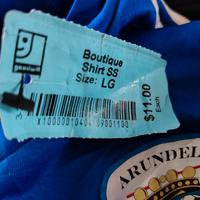 goodwill
Boutique
Shirt SS
Size: LG
$11.00
Each
ARUNDEL